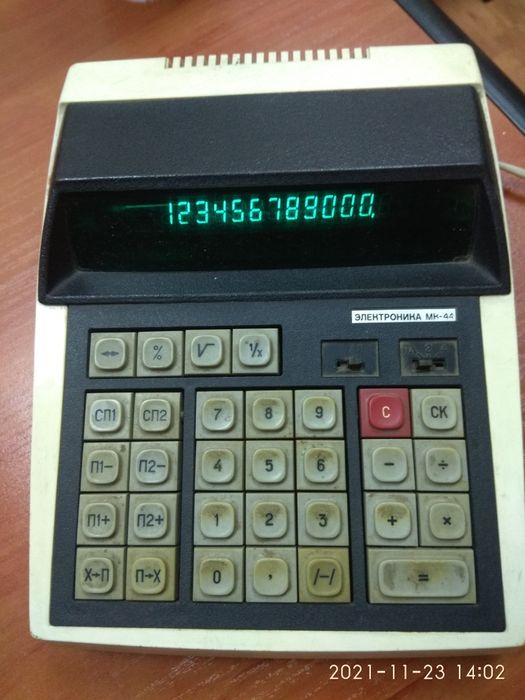 123456789000.
ЭЛЕКТРОНИКА МК-44
↔ % √ 1/x
СП1 СП2 7 8 9 С СК
П1− П2− 4 5 6 − ÷
П1+ П2+ 1 2 3 + ×
Х→П П→Х 0 , /−/ =
2021-11-23 14:02